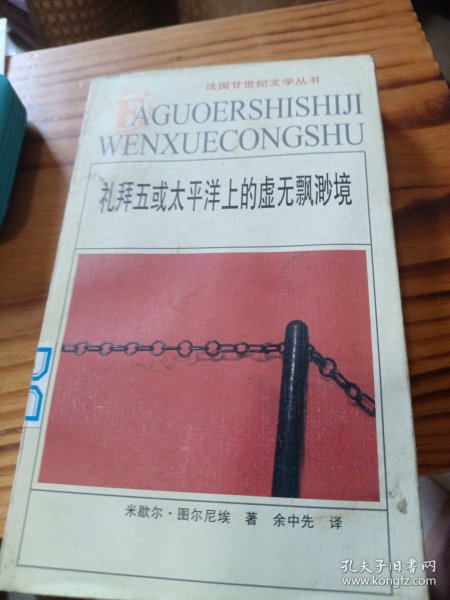 法国廿世纪文学丛书
FAGUOERSHISHIJI
WENXUECONGSHU
礼拜五或太平洋上的虚无飘渺境
米歇尔·图尔尼埃 著 余中先 译
孔夫子旧书网
www.kongfz.com